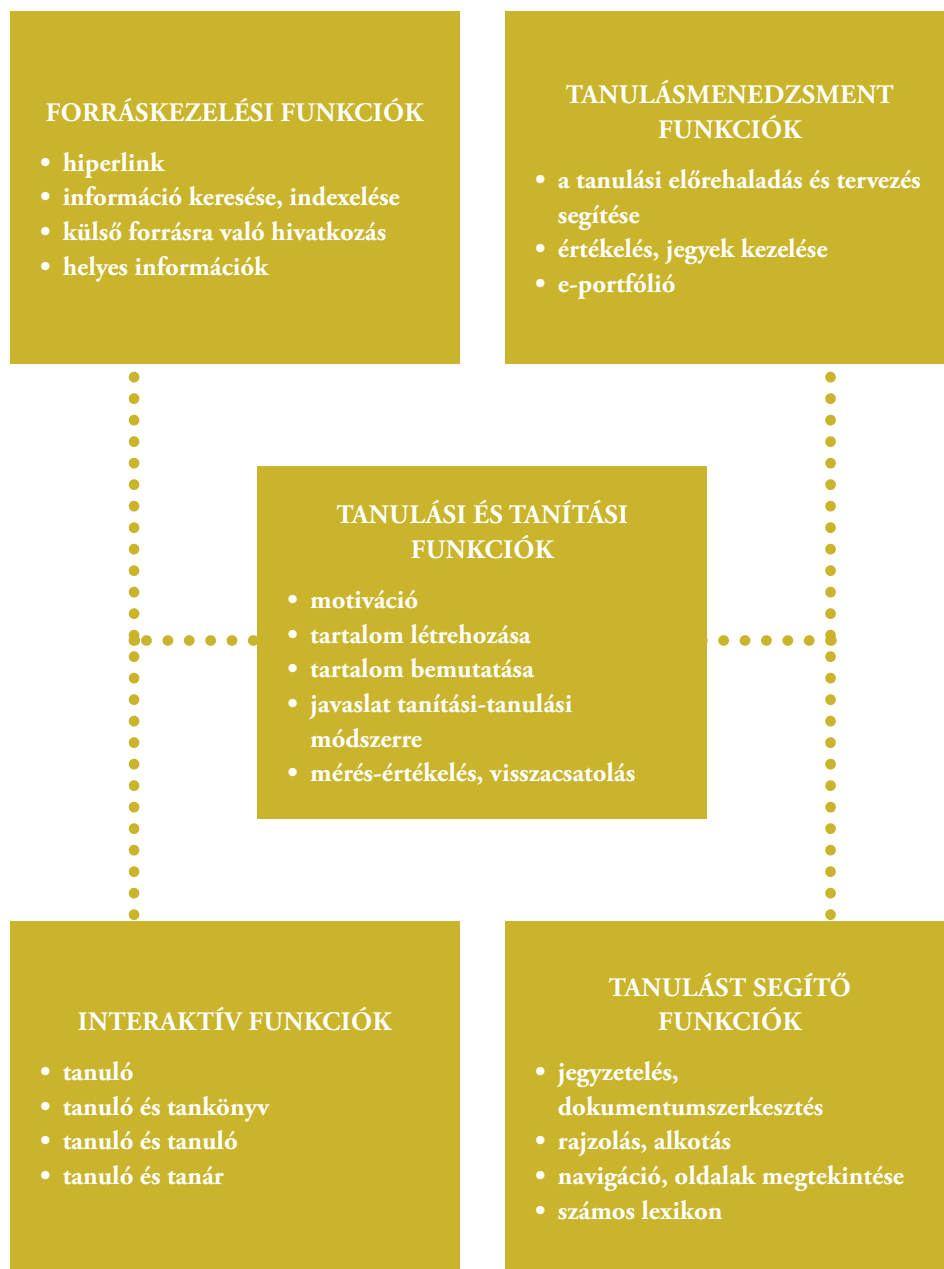 FORRÁSKEZELÉSI FUNKCIÓK
• hiperlink
• információ keresése, indexelése
• külső forrásra való hivatkozás
• helyes információk
TANULÁSMENEDZSMENT
FUNKCIÓK
• a tanulási előrehaladás és tervezés
segítése
• értékelés, jegyek kezelése
• e-portfólió
TANULÁSI ÉS TANÍTÁSI
FUNKCIÓK
• motiváció
• tartalom létrehozása
• tartalom bemutatása
• javaslat tanítási-tanulási
módszerre
• mérés-értékelés, visszacsatolás
INTERAKTÍV FUNKCIÓK
• tanuló
• tanuló és tankönyv
• tanuló és tanuló
• tanuló és tanár
TANULÁST SEGÍTŐ
FUNKCIÓK
• jegyzetelés,
dokumentumszerkesztés
• rajzolás, alkotás
• navigáció, oldalak megtekintése
• számos lexikon